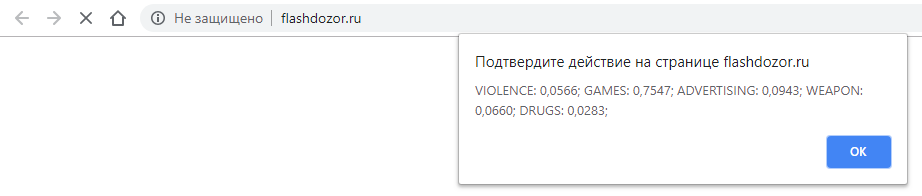 Не защищено
flashdozor.ru
Подтвердите действие на странице flashdozor.ru
VIOLENCE: 0,0566; GAMES: 0,7547; ADVERTISING: 0,0943; WEAPON:
0,0660; DRUGS: 0,0283;
ОК